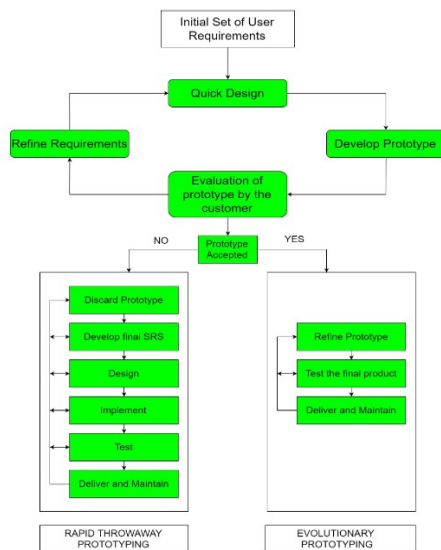 Initial Set of User
Requirements
Quick Design
Refine Requirements
Develop Prototype
Evaluation of
prototype by the
customer
NO
Prototype
Accepted
YES
Discard Prototype
Develop final SRS
Design
Implement
Test
Deliver and Maintain
Refine Prototype
Test the final product
Deliver and Maintain
RAPID THROWAWAY
PROTOTYPING
EVOLUTIONARY
PROTOTYPING